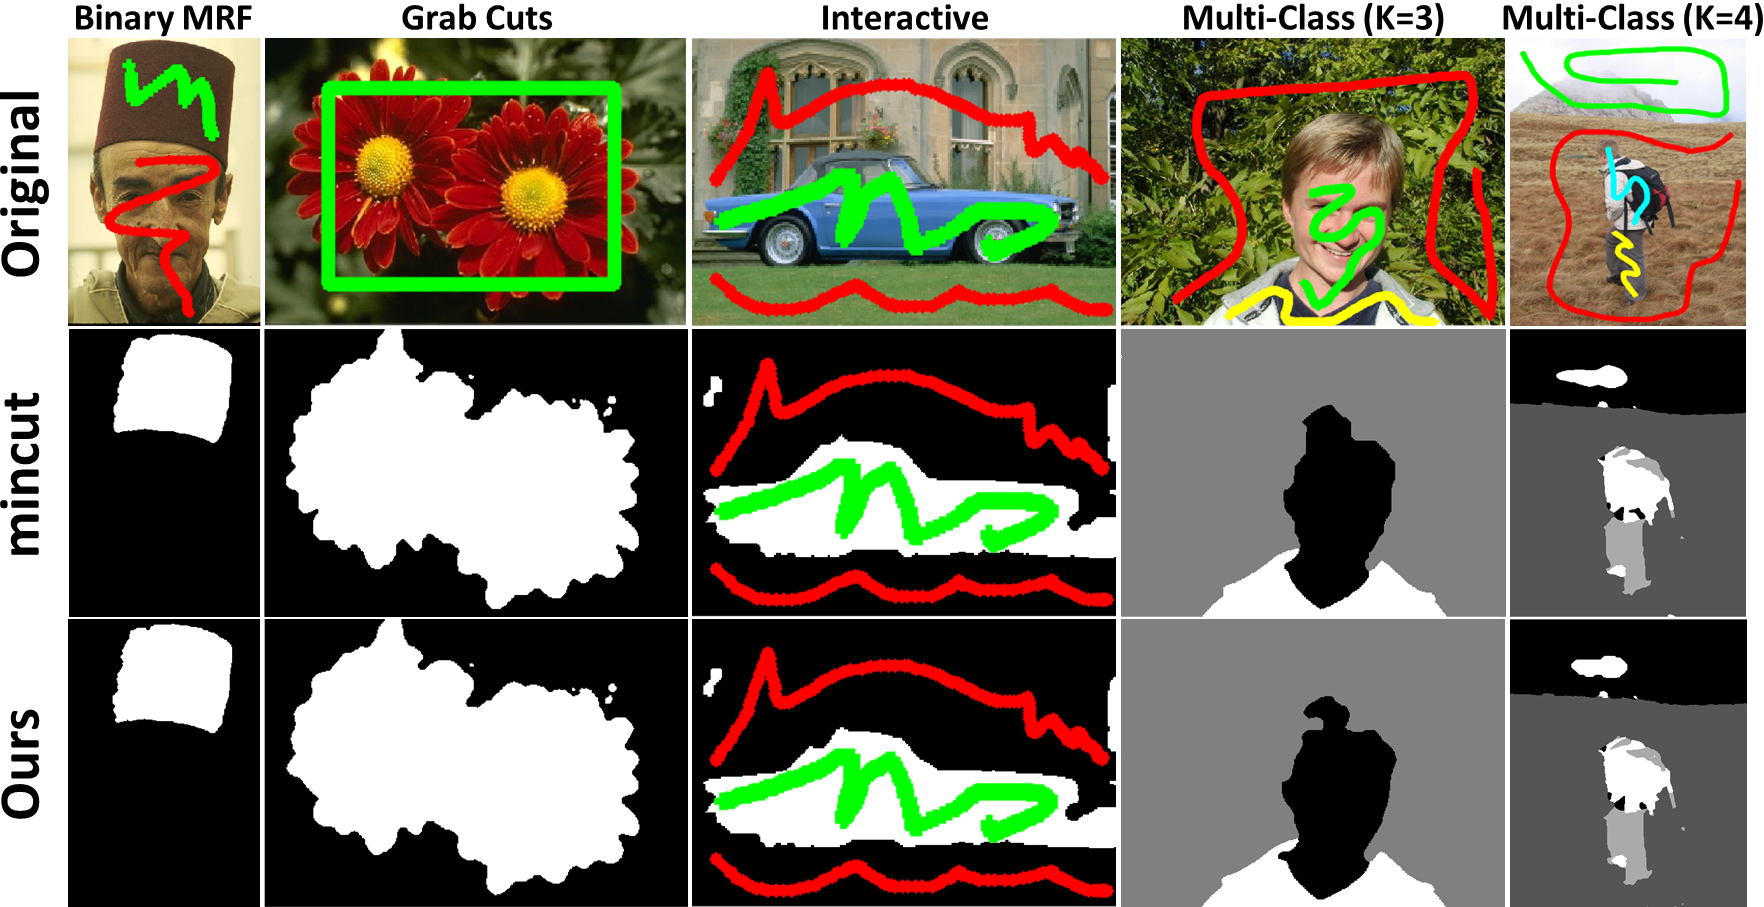 Binary MRF Grab Cuts Interactive Multi-Class (K=3) Multi-Class (K=4)
Original
mincut
Ours